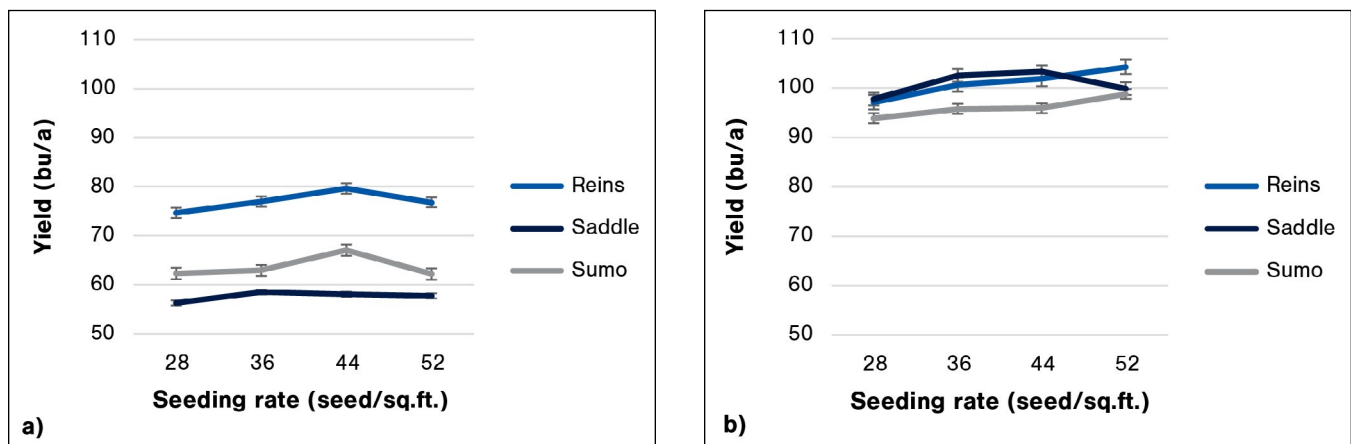 110
100
90
80
70
60
50
Yield (bu/a)
28 36 44 52
Seeding rate (seed/sq.ft.)
Reins
Saddle
Sumo
a)
110
100
90
80
70
60
50
Yield (bu/a)
28 36 44 52
Seeding rate (seed/sq.ft.)
Reins
Saddle
Sumo
b)